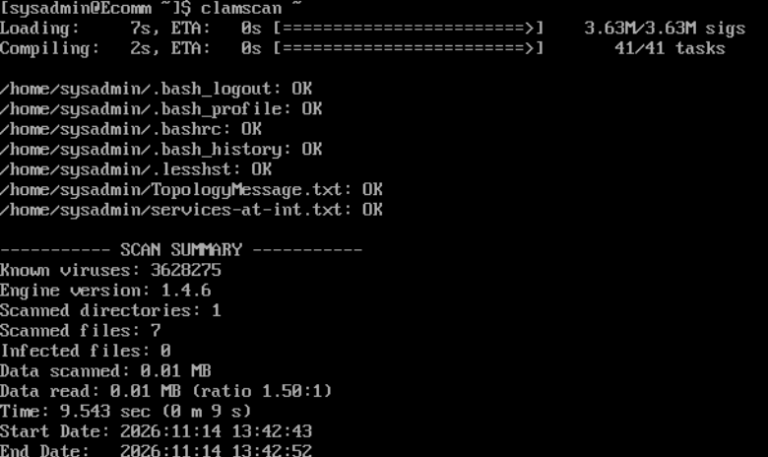 [sysadmin@Ecomm ~]$ clamscan ~
Loading:     7s, ETA:   0s [========================>]    3.63M/3.63M sigs
Compiling:   2s, ETA:   0s [========================>]       41/41 tasks
/home/sysadmin/.bash_logout: OK
/home/sysadmin/.bash_profile: OK
/home/sysadmin/.bashrc: OK
/home/sysadmin/.bash_history: OK
/home/sysadmin/.lesshst: OK
/home/sysadmin/TopologyMessage.txt: OK
/home/sysadmin/services-at-int.txt: OK
----------- SCAN SUMMARY -----------
Known viruses: 3628275
Engine version: 1.4.6
Scanned directories: 1
Scanned files: 7
Infected files: 0
Data scanned: 0.01 MB
Data read: 0.01 MB (ratio 1.50:1)
Time: 9.543 sec (0 m 9 s)
Start Date: 2026:11:14 13:42:43
End Date:   2026:11:14 13:42:52